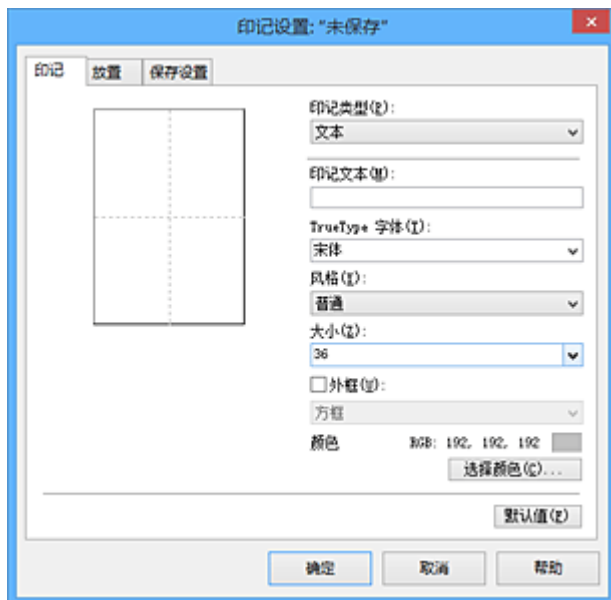 印记设置: "未保存"
印记 放置 保存设置
印记类型(P):
文本
印记文本(M):
TrueType 字体(T):
宋体
风格(X):
普通
大小(Z):
36
外框(U):
方框
颜色 RGB: 192, 192, 192
选择颜色(C)...
默认值(F)
确定 取消 帮助